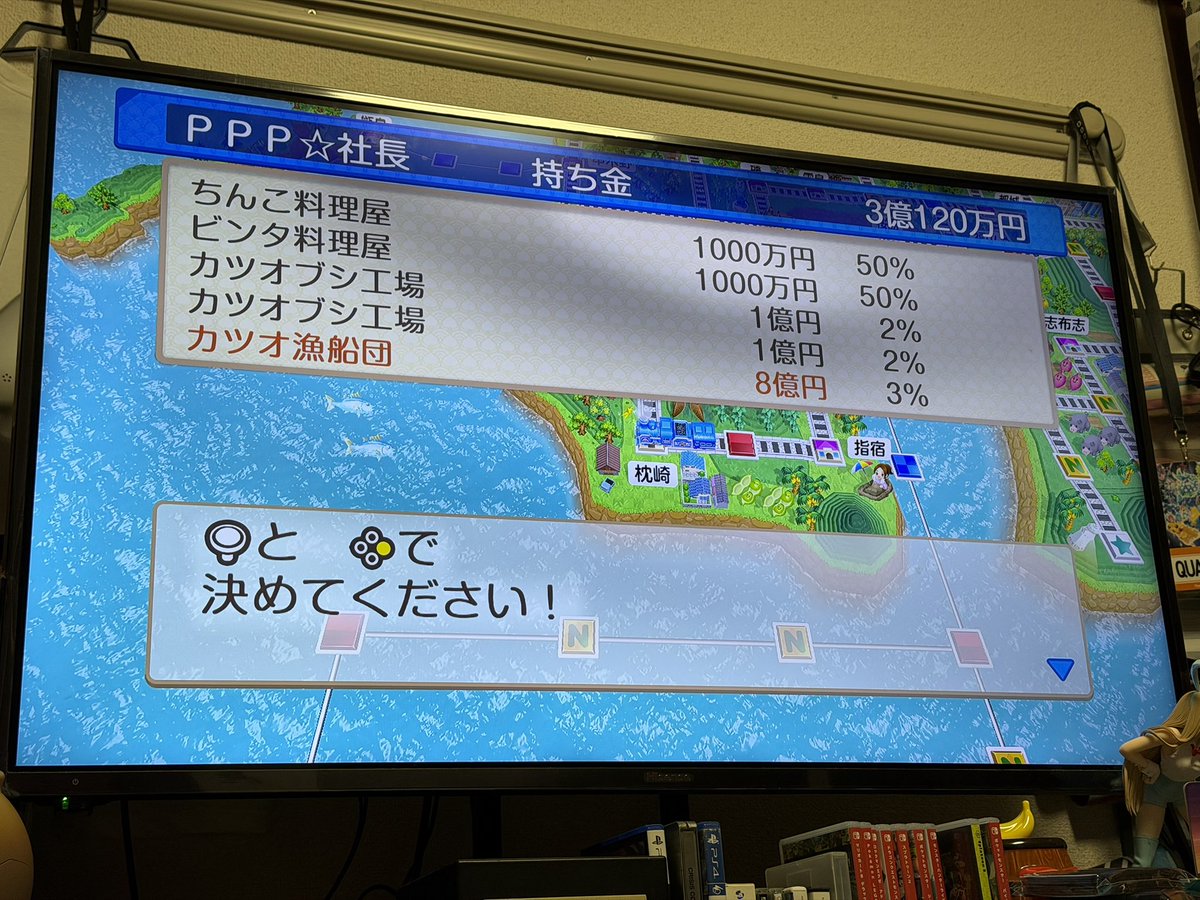 PPP☆社長 持ち金 3億120万円
ちんこ料理屋 1000万円 50%
ビンタ料理屋 1000万円 50%
カツオブシ工場 1億円 2%
カツオブシ工場 1億円 2%
カツオ漁船団 8億円 3%
志布志
指宿
枕崎
と で
決めてください!
N
N
N
N
Hisense
PS4
QUA